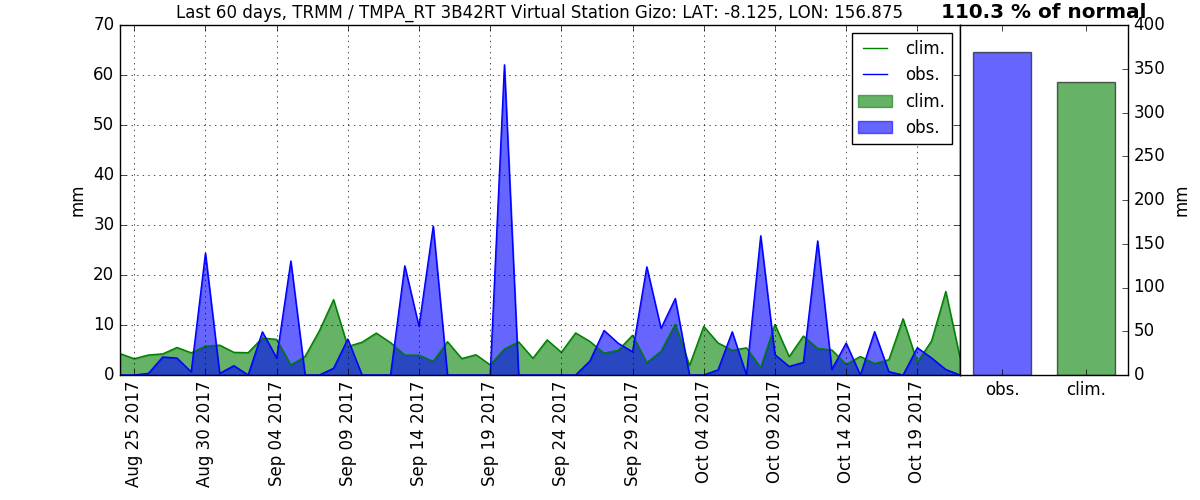 Last 60 days, TRMM / TMPA_RT 3B42RT Virtual Station Gizo: LAT: -8.125, LON: 156.875
110.3 % of normal
70
60
50
40
30
20
10
0
mm
clim.
obs.
clim.
obs.
400
350
300
250
200
150
100
50
0
mm
Aug 25 2017
Aug 30 2017
Sep 04 2017
Sep 09 2017
Sep 14 2017
Sep 19 2017
Sep 24 2017
Sep 29 2017
Oct 04 2017
Oct 09 2017
Oct 14 2017
Oct 19 2017
obs.
clim.